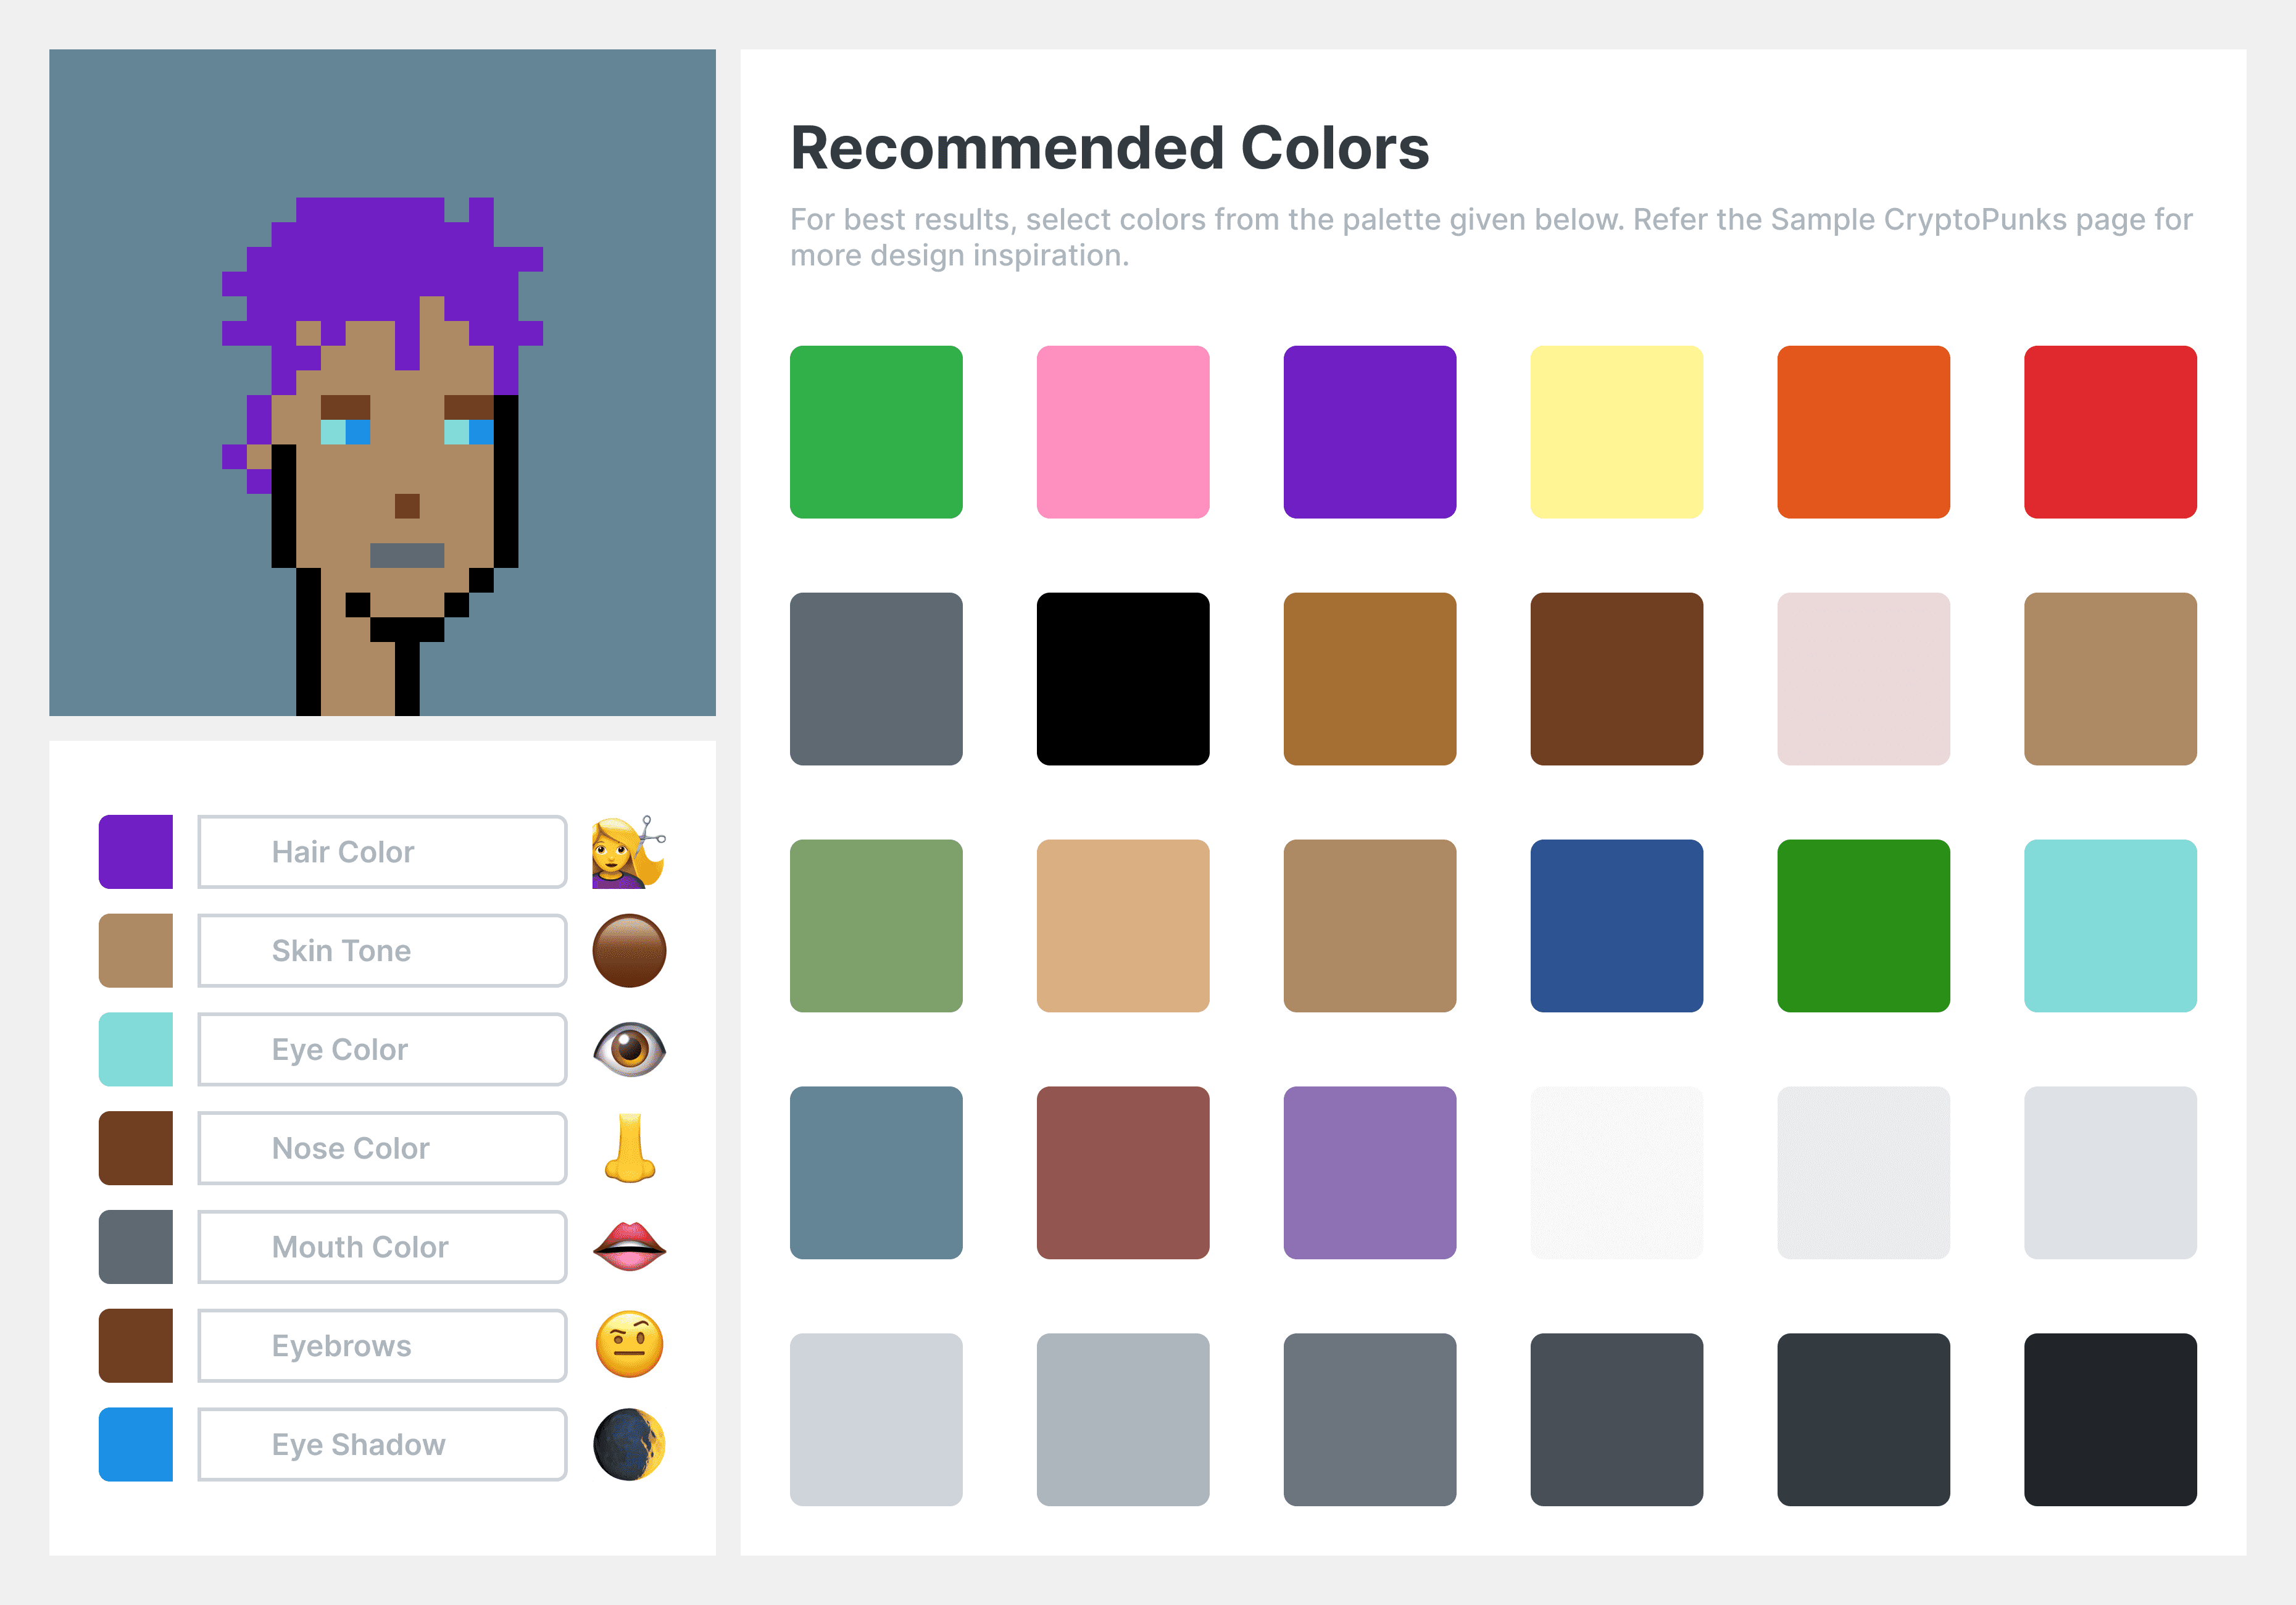 Recommended Colors
For best results, select colors from the palette given below. Refer the Sample CryptoPunks page for
more design inspiration.
Hair Color
Skin Tone
Eye Color
Nose Color
Mouth Color
Eyebrows
Eye Shadow